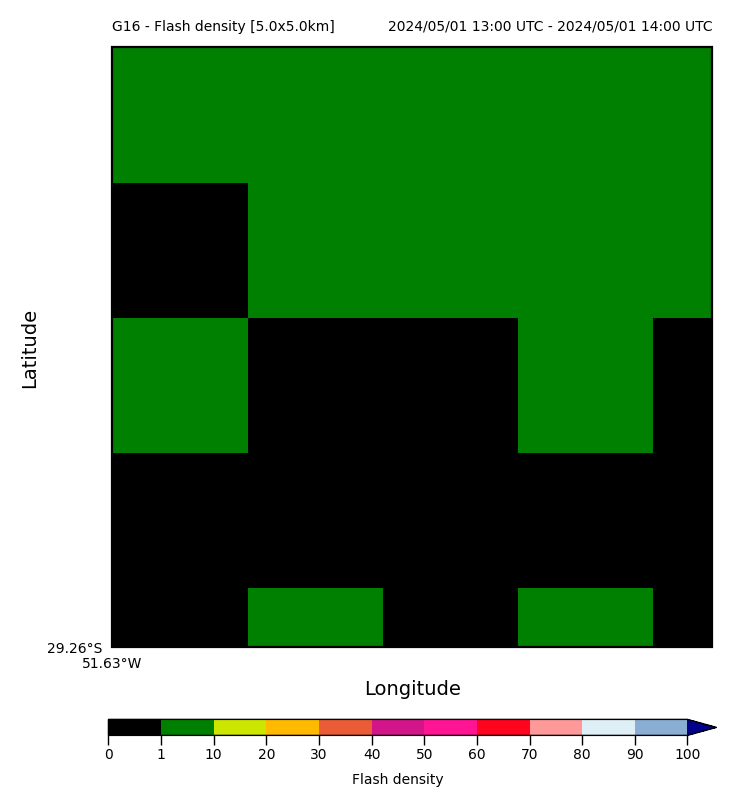 G16 - Flash density [5.0x5.0km] 2024/05/01 13:00 UTC - 2024/05/01 14:00 UTC
Latitude
29.26°S
51.63°W
Longitude
0 1 10 20 30 40 50 60 70 80 90 100
Flash density